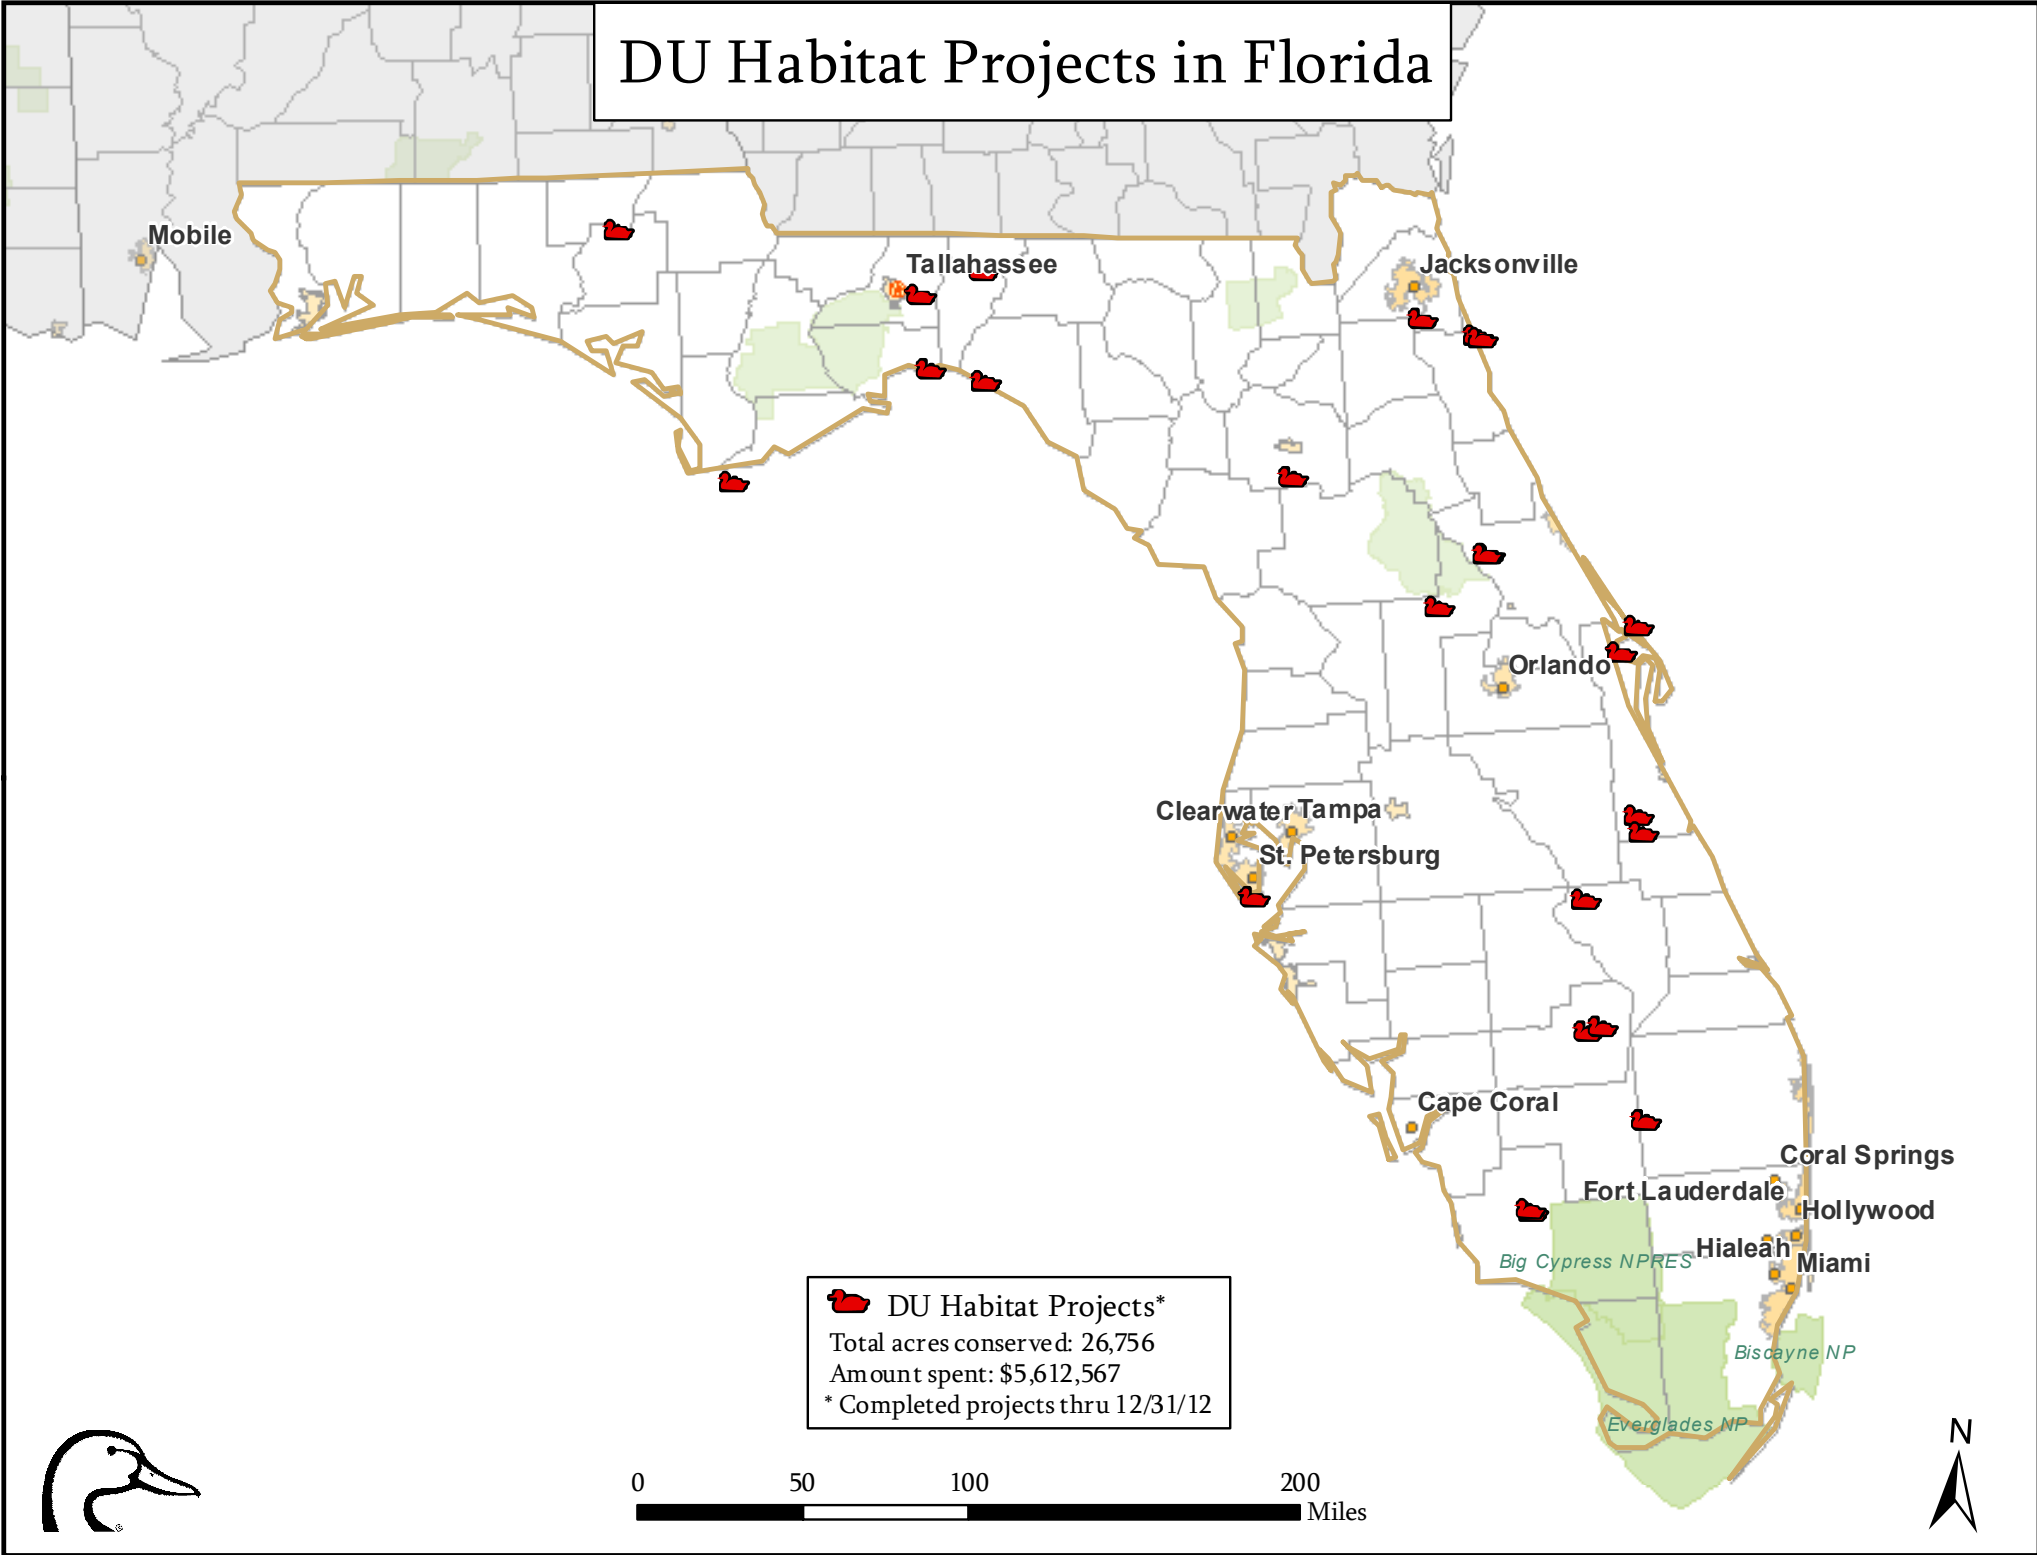 DU Habitat Projects in Florida
Mobile
Tallahassee
Jacksonville
Orlando
Clearwater
Tampa
St. Petersburg
Cape Coral
Coral Springs
Fort Lauderdale
Hollywood
Hialeah
Miami
Big Cypress NPRES
Biscayne NP
Everglades NP
DU Habitat Projects*
Total acres conserved: 26,756
Amount spent: $5,612,567
* Completed projects thru 12/31/12
0 50 100 200
Miles
N
®